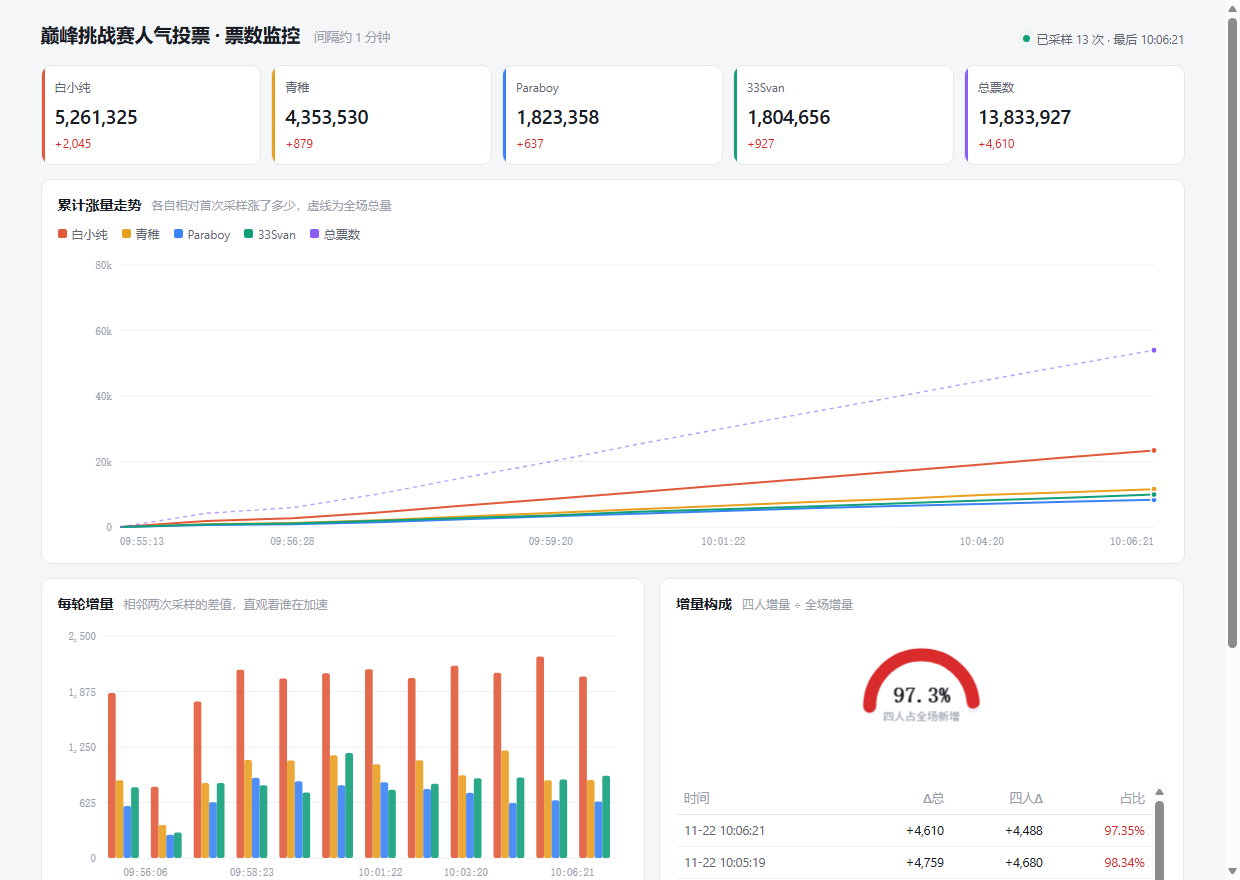 巅峰挑战赛人气投票 · 票数监控 间隔约 1 分钟
已采样 13 次 · 最后 10:06:21
白小纯
5,261,325
+2,045
青稚
4,353,530
+879
Paraboy
1,823,358
+637
33Svan
1,804,656
+927
总票数
13,833,927
+4,610
累计涨量走势 各自相对首次采样涨了多少，虚线为全场总量
白小纯 青稚 Paraboy 33Svan 总票数
80k
60k
40k
20k
0
09:55:13 09:56:28 09:59:20 10:01:22 10:04:20 10:06:21
每轮增量 相邻两次采样的差值，直观看谁在加速
2,500
1,875
1,250
625
0
09:56:06 09:58:23 10:01:22 10:03:20 10:06:21
增量构成 四人增量 ÷ 全场增量
97.3%
四人占全场新增
时间 Δ总 四人Δ 占比
11-22 10:06:21 +4,610 +4,488 97.35%
11-22 10:05:19 +4,759 +4,680 98.34%